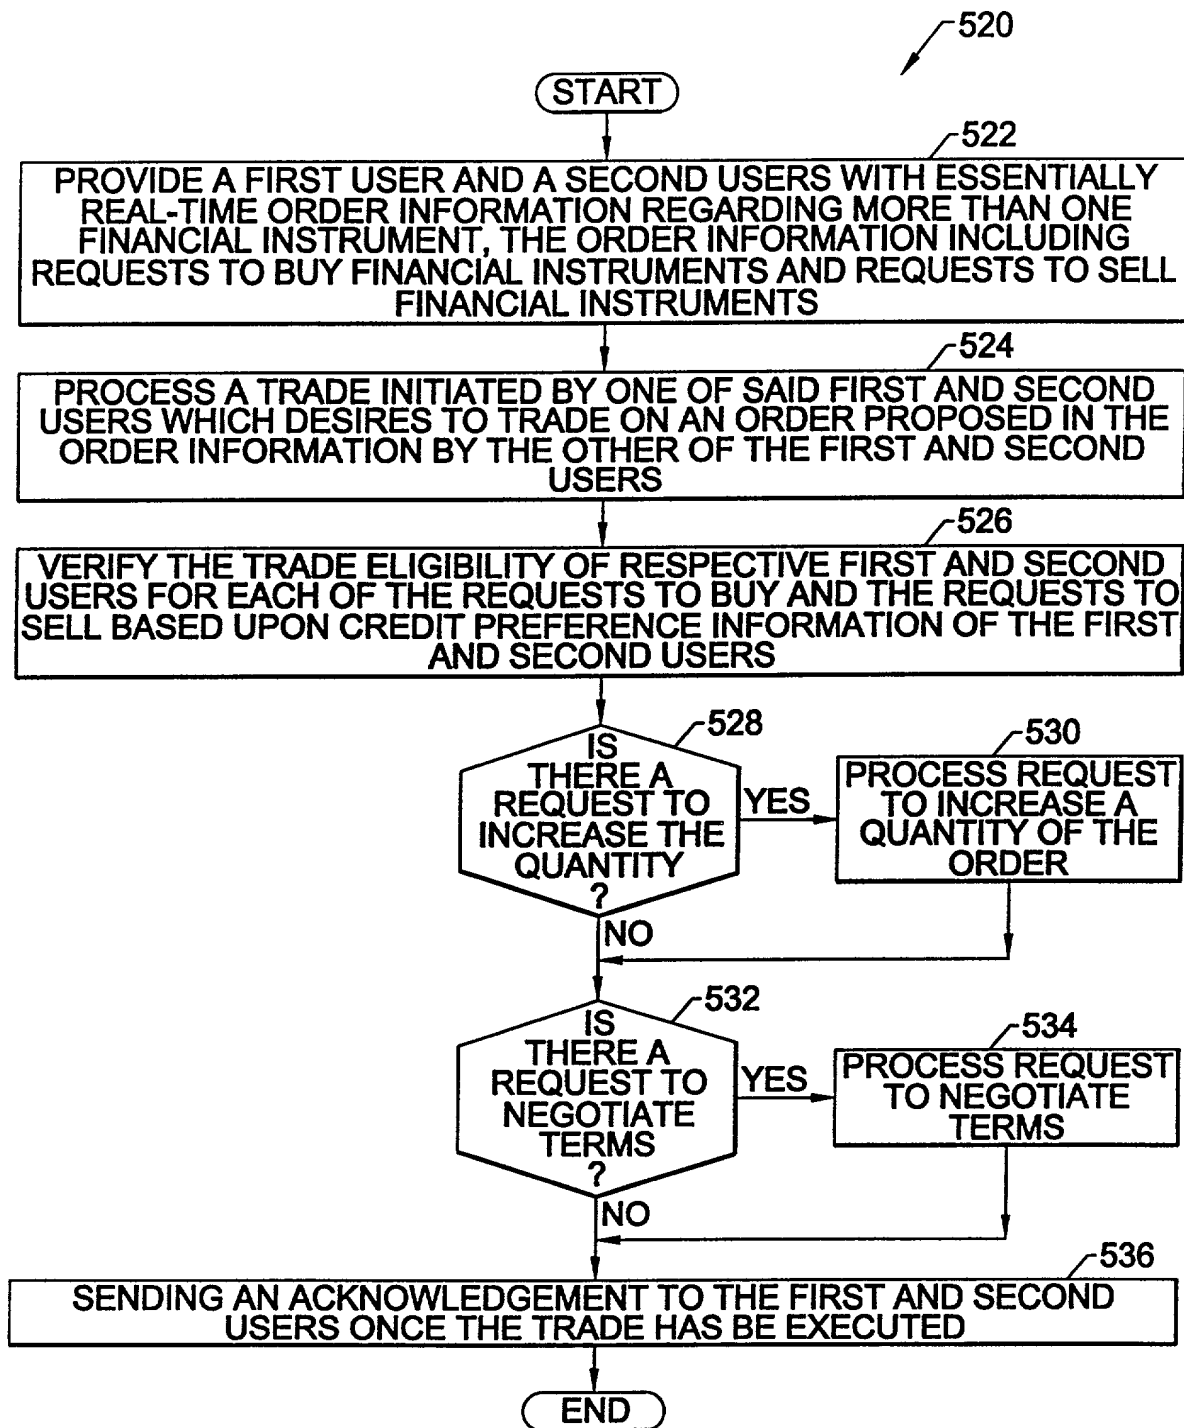 520
START
522
PROVIDE A FIRST USER AND A SECOND USERS WITH ESSENTIALLY
REAL-TIME ORDER INFORMATION REGARDING MORE THAN ONE
FINANCIAL INSTRUMENT, THE ORDER INFORMATION INCLUDING
REQUESTS TO BUY FINANCIAL INSTRUMENTS AND REQUESTS TO SELL
FINANCIAL INSTRUMENTS
524
PROCESS A TRADE INITIATED BY ONE OF SAID FIRST AND SECOND
USERS WHICH DESIRES TO TRADE ON AN ORDER PROPOSED IN THE
ORDER INFORMATION BY THE OTHER OF THE FIRST AND SECOND
USERS
526
VERIFY THE TRADE ELIGIBILITY OF RESPECTIVE FIRST AND SECOND
USERS FOR EACH OF THE REQUESTS TO BUY AND THE REQUESTS TO
SELL BASED UPON CREDIT PREFERENCE INFORMATION OF THE FIRST
AND SECOND USERS
528
IS
THERE A
REQUEST TO
INCREASE THE
QUANTITY
?
YES
530
PROCESS REQUEST
TO INCREASE A
QUANTITY OF THE
ORDER
NO
532
IS
THERE A
REQUEST TO
NEGOTIATE
TERMS
?
YES
534
PROCESS REQUEST
TO NEGOTIATE
TERMS
NO
536
SENDING AN ACKNOWLEDGEMENT TO THE FIRST AND SECOND
USERS ONCE THE TRADE HAS BE EXECUTED
END